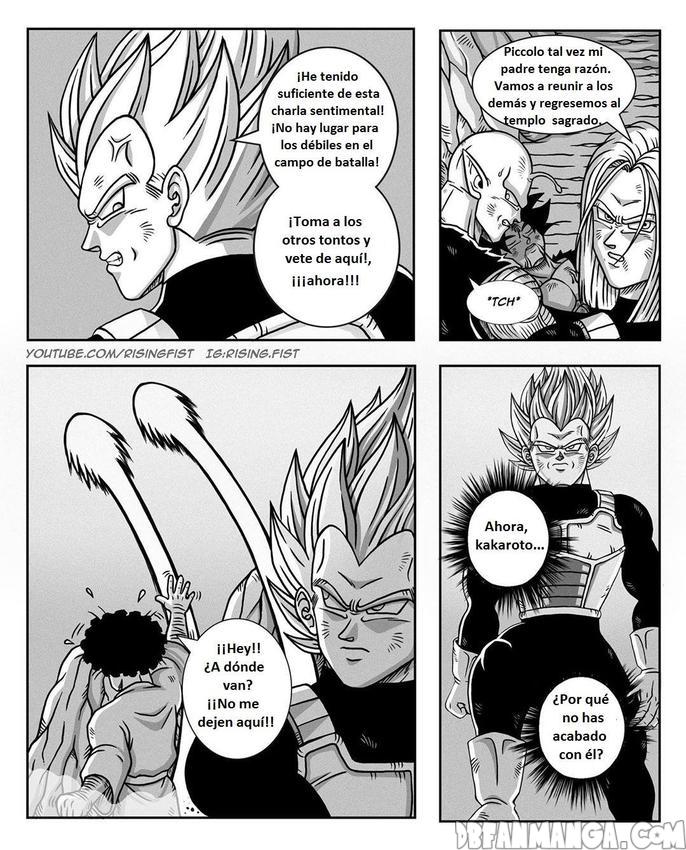 ¡He tenido
suficiente de esta
charla sentimental!
¡No hay lugar para
los débiles en el
campo de batalla!
¡Toma a los
otros tontos y
vete de aquí!,
¡¡¡ahora!!!
Piccolo tal vez mi
padre tenga razón.
Vamos a reunir a los
demás y regresemos al
templo sagrado.
*TCH*
YOUTUBE.COM/RISINGFIST IG:RISING.FIST
¡¡Hey!!
¿A dónde
van?
¡¡No me
dejen aquí!!
Ahora,
kakaroto...
¿Por qué
no has
acabado
con él?
DBFANMANGA.COM